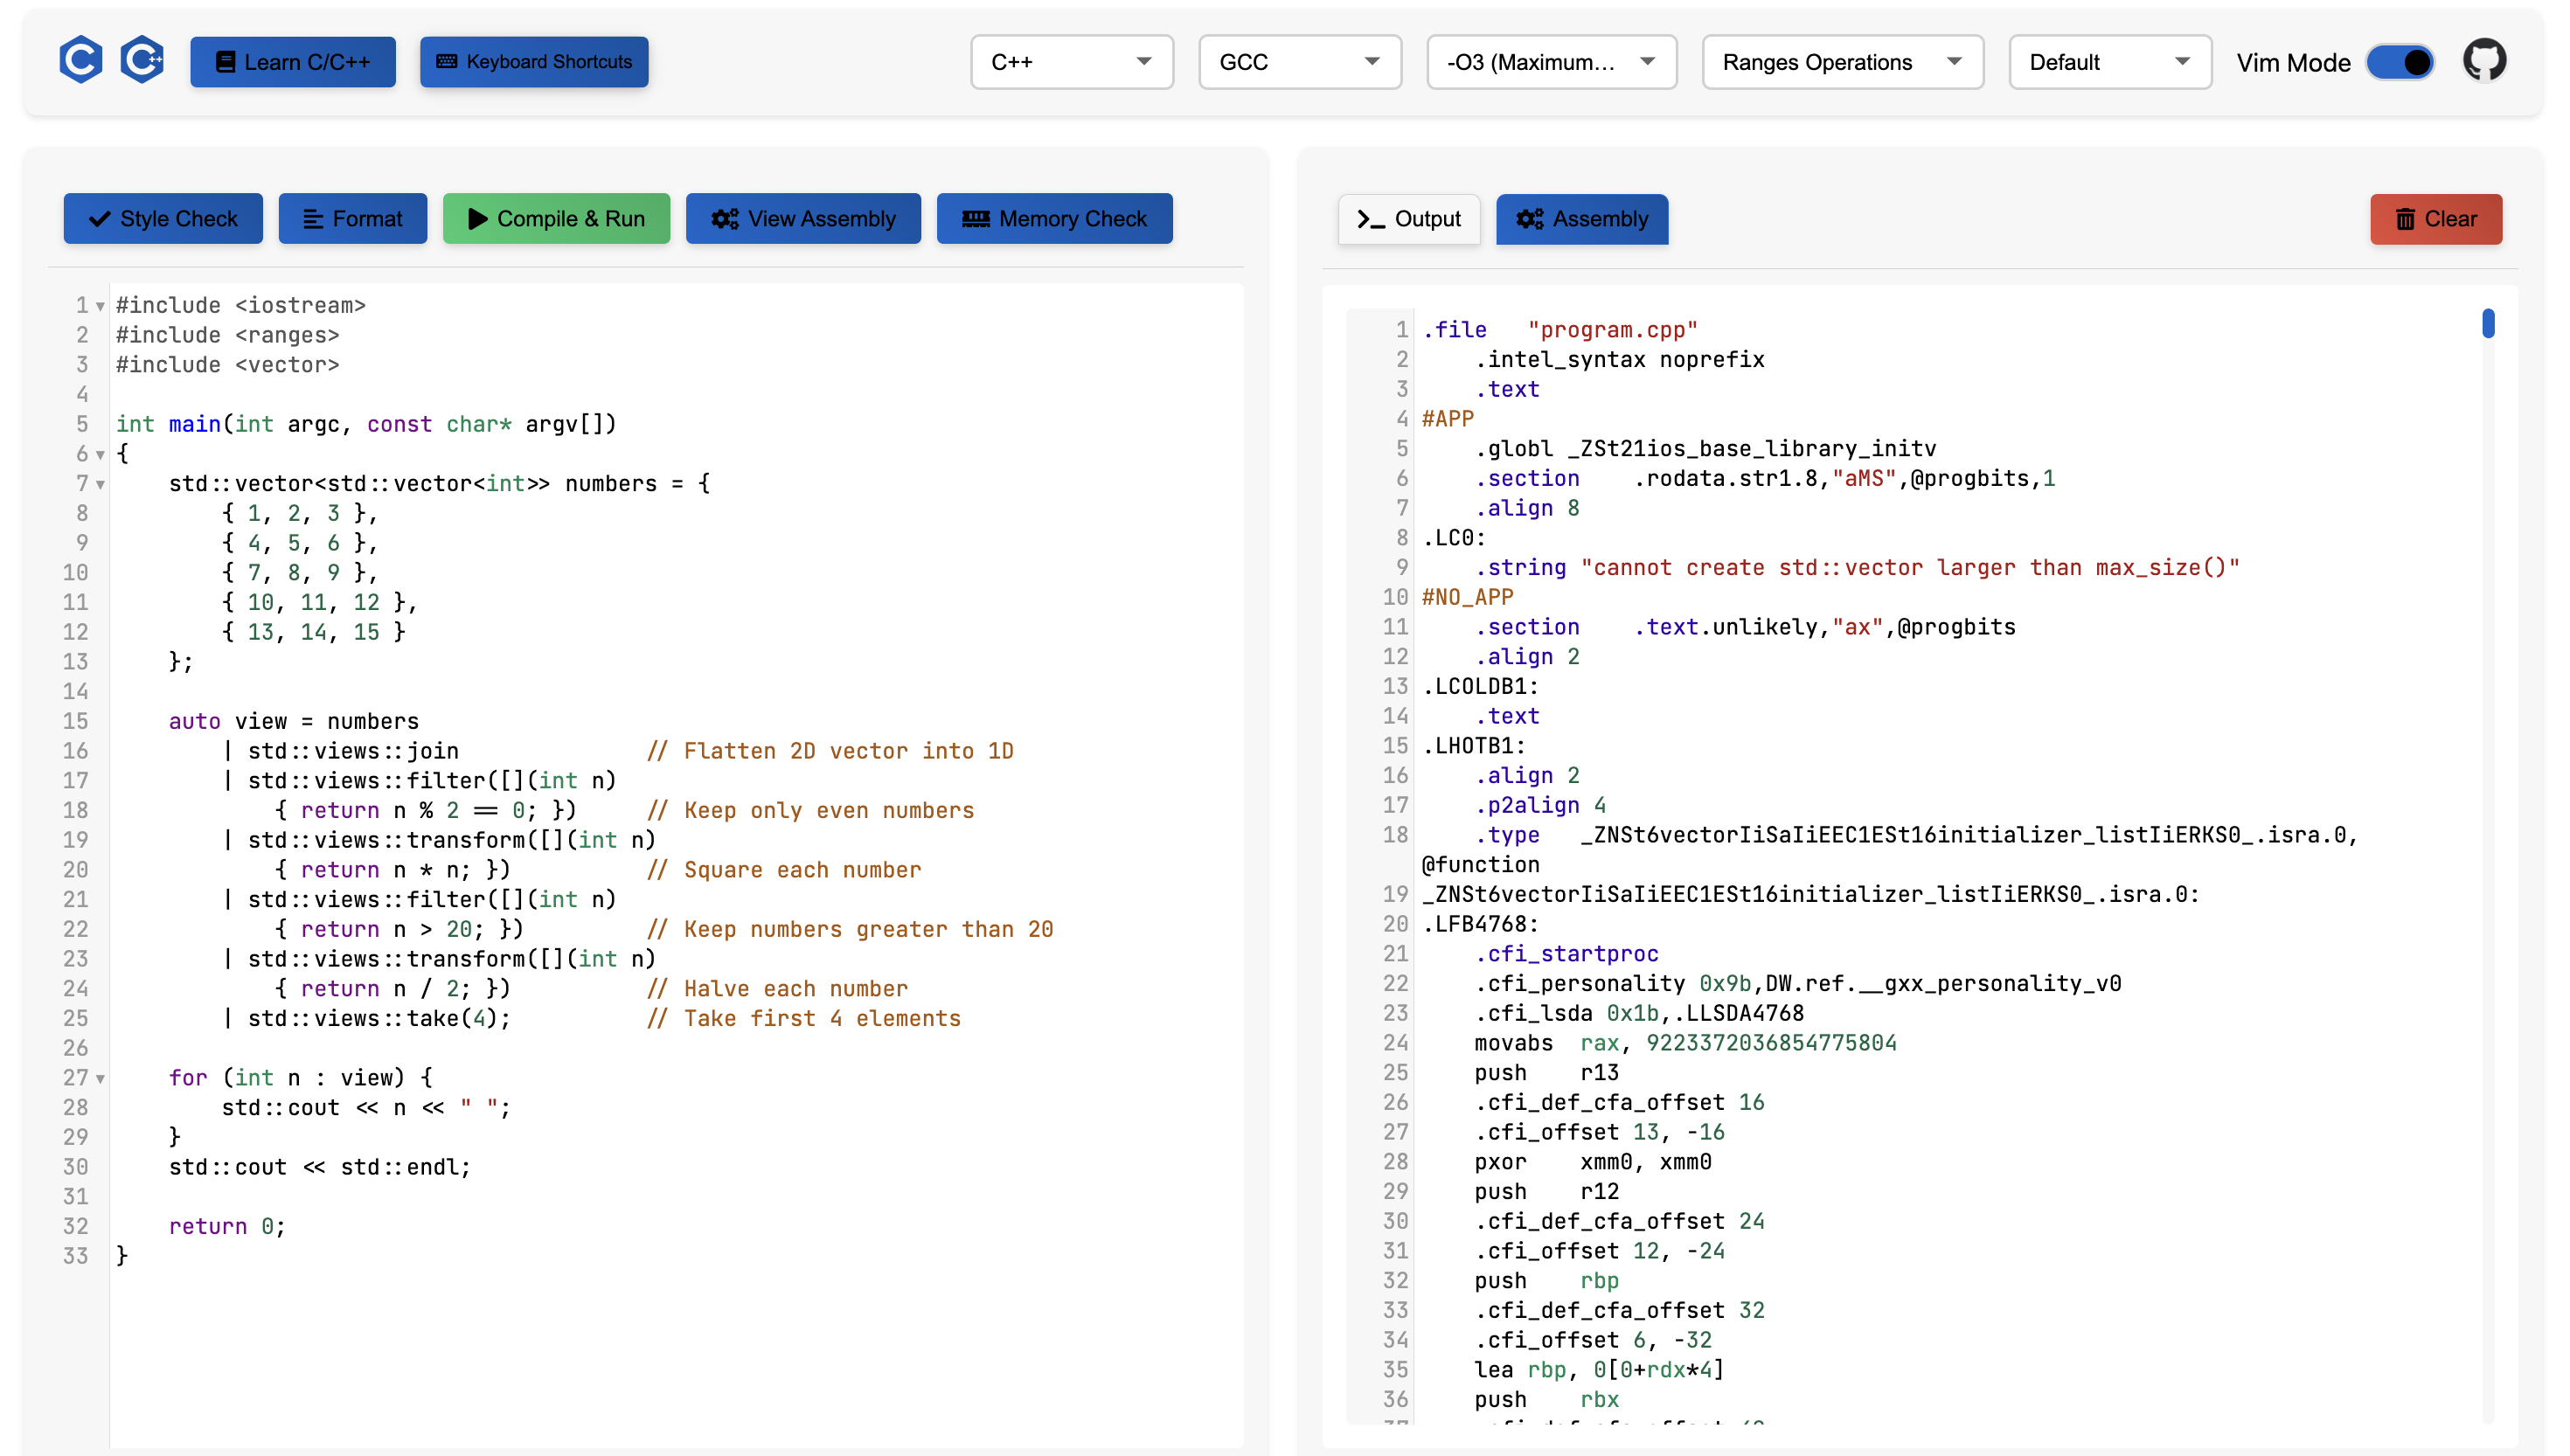 C C++ Learn C/C++ Keyboard Shortcuts C++ GCC -O3 (Maximum... Ranges Operations Default Vim Mode
Style Check Format Compile & Run View Assembly Memory Check
1 #include <iostream>
2 #include <ranges>
3 #include <vector>
4
5 int main(int argc, const char* argv[])
6 {
7     std::vector<std::vector<int>> numbers = {
8         { 1, 2, 3 },
9         { 4, 5, 6 },
10         { 7, 8, 9 },
11         { 10, 11, 12 },
12         { 13, 14, 15 }
13     };
14
15     auto view = numbers
16         | std::views::join              // Flatten 2D vector into 1D
17         | std::views::filter([](int n)
18             { return n % 2 == 0; })     // Keep only even numbers
19         | std::views::transform([](int n)
20             { return n * n; })          // Square each number
21         | std::views::filter([](int n)
22             { return n > 20; })         // Keep numbers greater than 20
23         | std::views::transform([](int n)
24             { return n / 2; })          // Halve each number
25         | std::views::take(4);          // Take first 4 elements
26
27     for (int n : view) {
28         std::cout << n << " ";
29     }
30     std::cout << std::endl;
31
32     return 0;
33 }
Output Assembly Clear
1 .file   "program.cpp"
2     .intel_syntax noprefix
3     .text
4 #APP
5     .globl _ZSt21ios_base_library_initv
6     .section    .rodata.str1.8,"aMS",@progbits,1
7     .align 8
8 .LC0:
9     .string "cannot create std::vector larger than max_size()"
10 #NO_APP
11     .section    .text.unlikely,"ax",@progbits
12     .align 2
13 .LCOLDB1:
14     .text
15 .LHOTB1:
16     .align 2
17     .p2align 4
18     .type   _ZNSt6vectorIiSaIiEEC1ESt16initializer_listIiERKS0_.isra.0,
@function
19 _ZNSt6vectorIiSaIiEEC1ESt16initializer_listIiERKS0_.isra.0:
20 .LFB4768:
21     .cfi_startproc
22     .cfi_personality 0x9b,DW.ref.__gxx_personality_v0
23     .cfi_lsda 0x1b,.LLSDA4768
24     movabs  rax, 9223372036854775804
25     push    r13
26     .cfi_def_cfa_offset 16
27     .cfi_offset 13, -16
28     pxor    xmm0, xmm0
29     push    r12
30     .cfi_def_cfa_offset 24
31     .cfi_offset 12, -24
32     push    rbp
33     .cfi_def_cfa_offset 32
34     .cfi_offset 6, -32
35     lea rbp, 0[0+rdx*4]
36     push    rbx